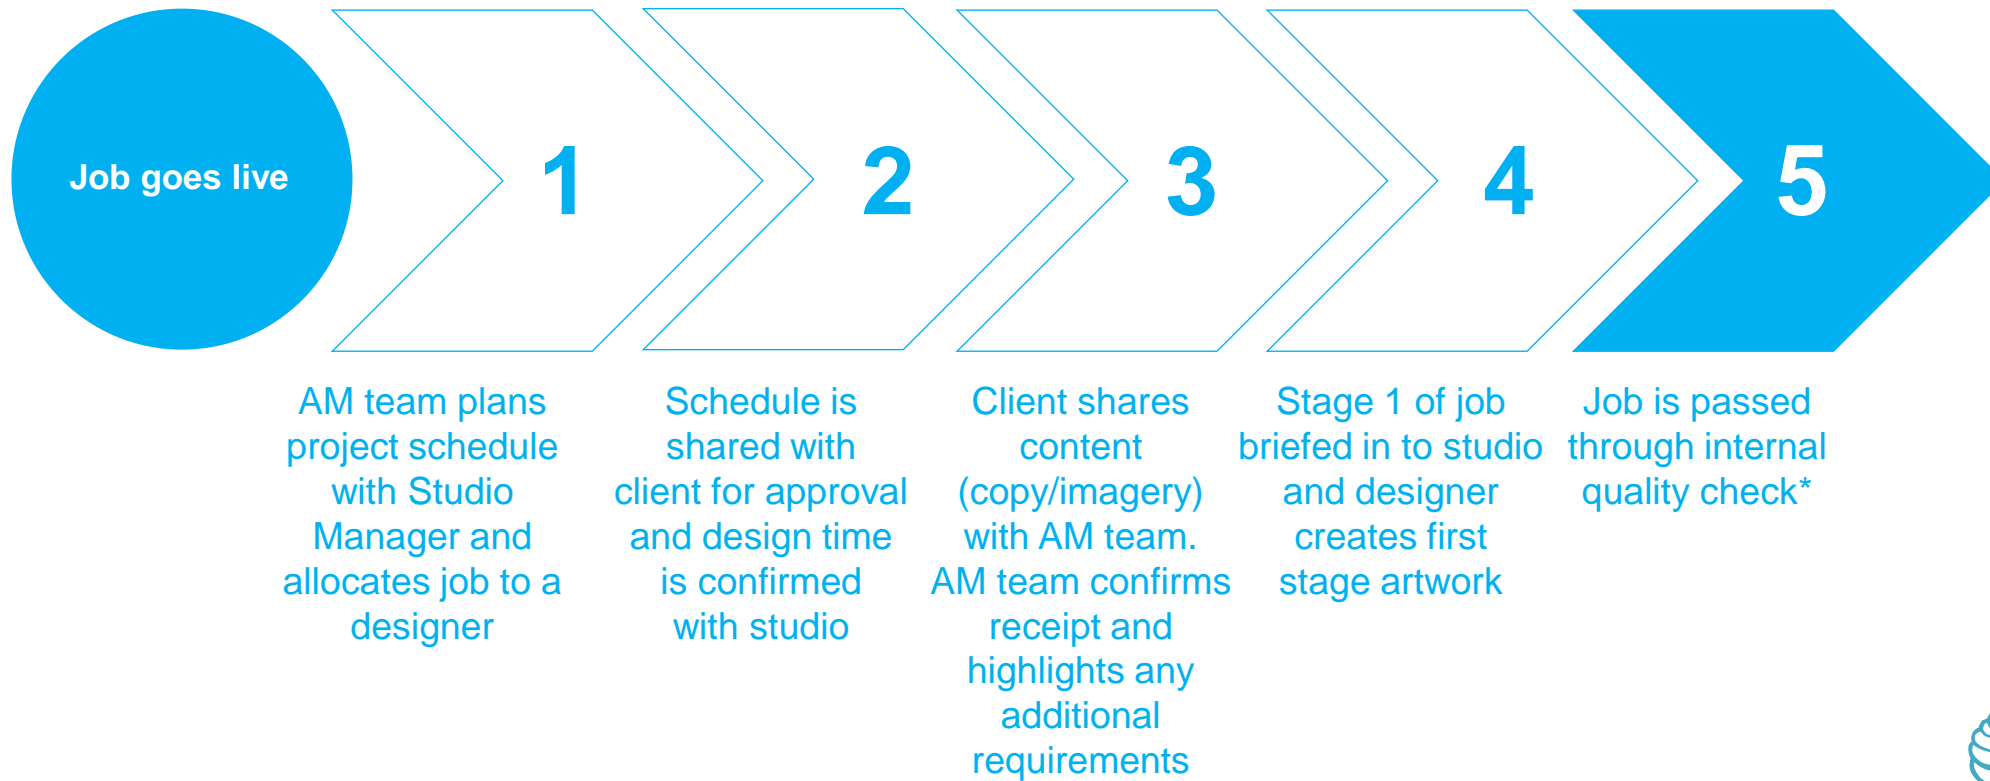 Job goes live
1
2
3
4
5
AM team plans
project schedule
with Studio
Manager and
allocates job to a
designer
Schedule is
shared with
client for approval
and design time
is confirmed
with studio
Client shares
content
(copy/imagery)
with AM team.
AM team confirms
receipt and
highlights any
additional
requirements
Stage 1 of job
briefed in to studio
and designer
creates first
stage artwork
Job is passed
through internal
quality check*